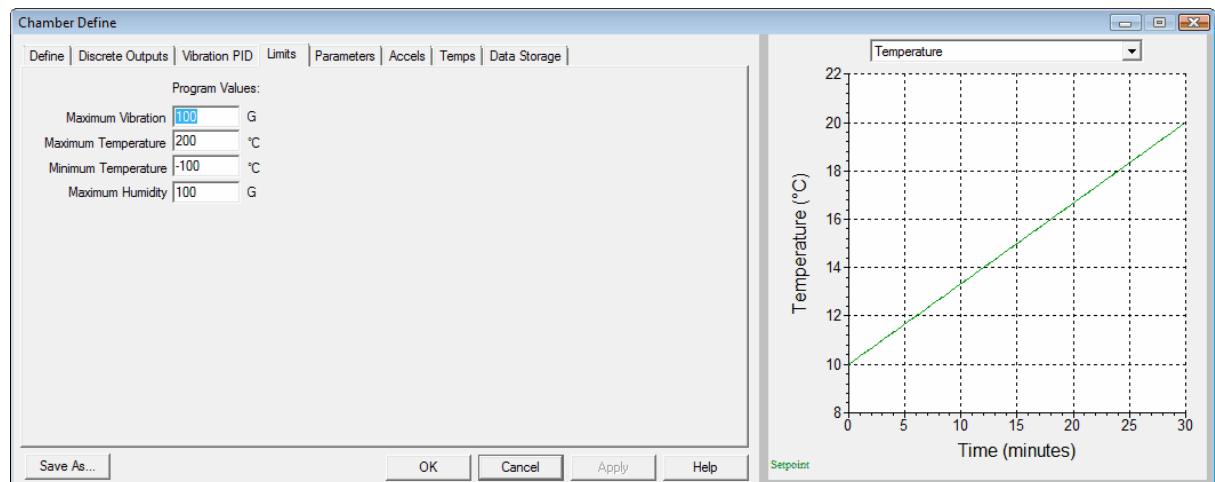 Chamber Define
Define Discrete Outputs Vibration PID Limits Parameters Accels Temps Data Storage
Program Values:
Maximum Vibration 100 G
Maximum Temperature 200 °C
Minimum Temperature -100 °C
Maximum Humidity 100 G
Save As... OK Cancel Apply Help
Temperature
22
20
18
16
14
12
10
8
Temperature (°C)
0 5 10 15 20 25 30
Time (minutes)
Setpoint